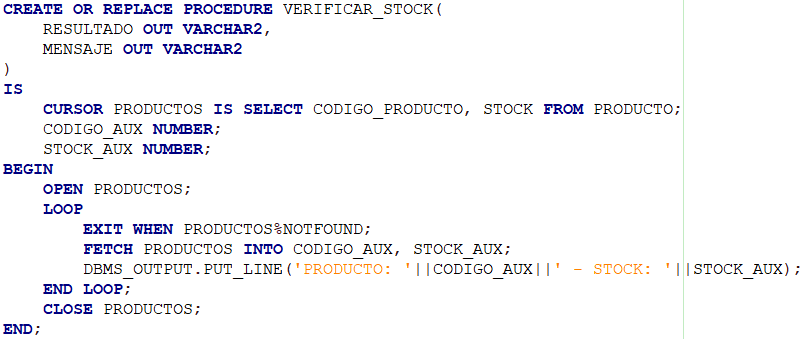 CREATE OR REPLACE PROCEDURE VERIFICAR_STOCK(
    RESULTADO OUT VARCHAR2,
    MENSAJE OUT VARCHAR2
)
IS
    CURSOR PRODUCTOS IS SELECT CODIGO_PRODUCTO, STOCK FROM PRODUCTO;
    CODIGO_AUX NUMBER;
    STOCK_AUX NUMBER;
BEGIN
    OPEN PRODUCTOS;
    LOOP
        EXIT WHEN PRODUCTOS%NOTFOUND;
        FETCH PRODUCTOS INTO CODIGO_AUX, STOCK_AUX;
        DBMS_OUTPUT.PUT_LINE('PRODUCTO: '||CODIGO_AUX||' - STOCK: '||STOCK_AUX);
    END LOOP;
    CLOSE PRODUCTOS;
END;